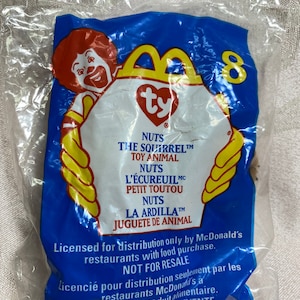 8
ty
NUTS
THE SQUIRREL™
TOY ANIMAL
NUTS
L'ÉCUREUIL MC
PETIT TOUTOU
NUTS
LA ARDILLA™
JUGUETE DE ANIMAL
Licensed for distribution only by McDonald's
restaurants with food purchase.
NOT FOR RESALE
Licencié pour distribution seulement par les
restaurants McDonald's à
alimentaire.